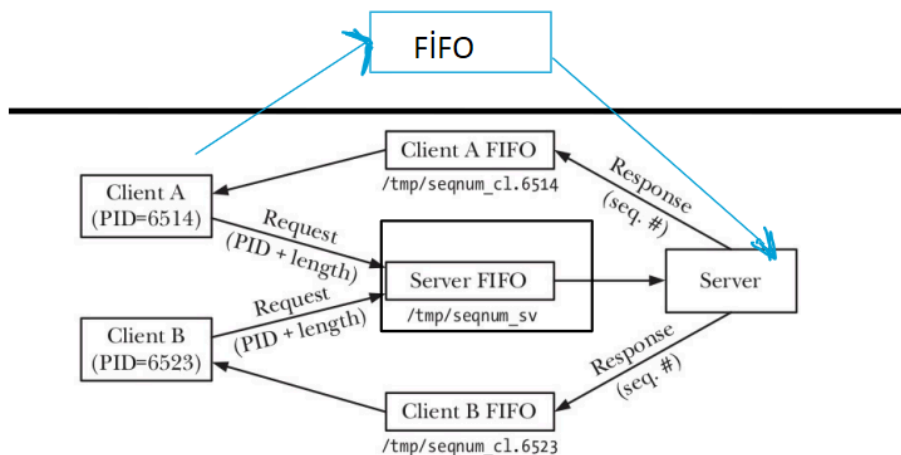 FİFO
Client A FIFO
/tmp/seqnum_cl.6514
Client A
(PID=6514)
Request
(PID + length)
Response
(seq. #)
Server FIFO
/tmp/seqnum_sv
Server
Request
(PID + length)
Client B
(PID=6523)
Response
(seq. #)
Client B FIFO
/tmp/seqnum_cl.6523